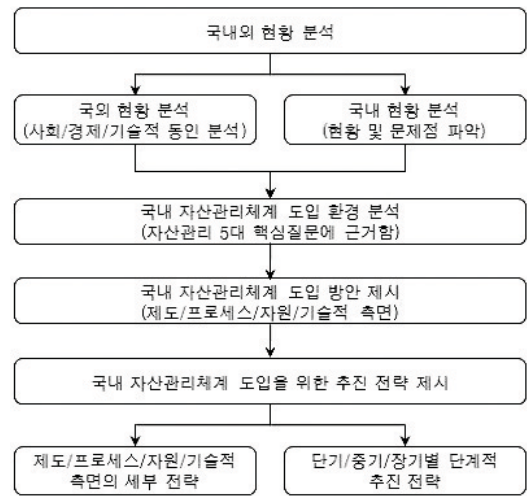 국내외 현황 분석
국외 현황 분석
(사회/경제/기술적 동인 분석)
국내 현황 분석
(현황 및 문제점 파악)
국내 자산관리체계 도입 환경 분석
(자산관리 5대 핵심질문에 근거함)
국내 자산관리체계 도입 방안 제시
(제도/프로세스/자원/기술적 측면)
국내 자산관리체계 도입을 위한 추진 전략 제시
제도/프로세스/자원/기술적
측면의 세부 전략
단기/중기/장기별 단계적
추진 전략